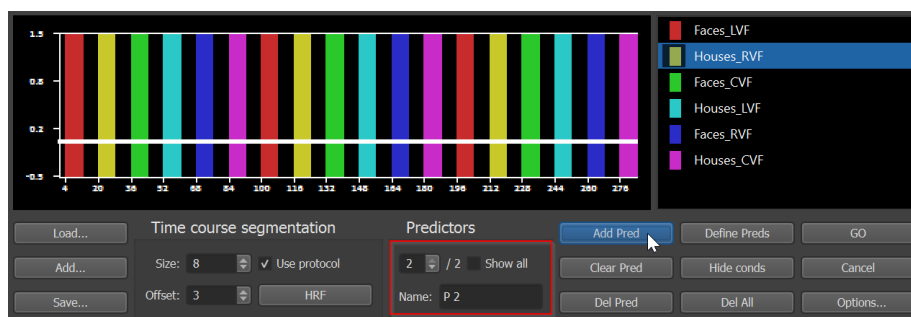 1.5
0.8
0.2
-0.5
4 20 36 52 68 84 100 116 132 148 164 180 196 212 228 244 260 276
Faces_LVF
Houses_RVF
Faces_CVF
Houses_LVF
Faces_RVF
Houses_CVF
Time course segmentation
Predictors
Load...
Add...
Save...
Size: 8
Use protocol
Offset: 3
HRF
2 / 2 Show all
Name: P 2
Add Pred Define Preds GO
Clear Pred Hide conds Cancel
Del Pred Del All Options...